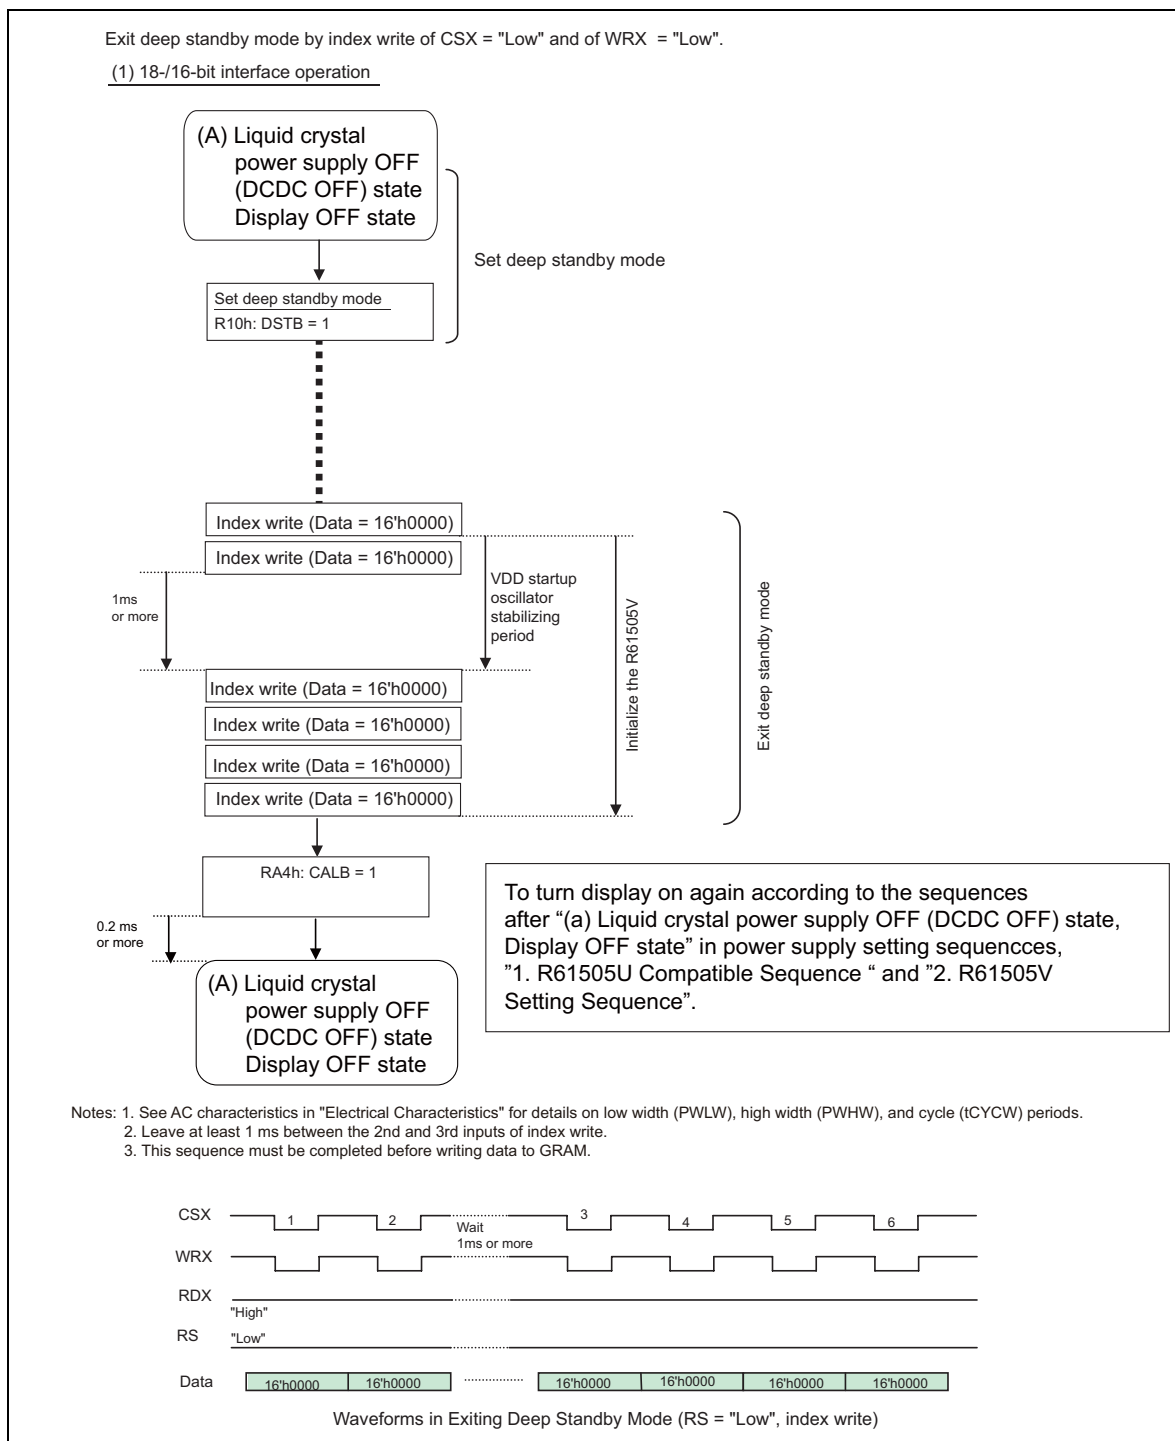 Exit deep standby mode by index write of CSX = "Low" and of WRX  = "Low".
(1) 18-/16-bit interface operation
(A) Liquid crystal
power supply OFF
(DCDC OFF) state
Display OFF state
Set deep standby mode
Set deep standby mode
R10h: DSTB = 1
Index write (Data = 16'h0000)
Index write (Data = 16'h0000)
1ms
or more
VDD startup
oscillator
stabilizing
period
Initialize the R61505V
Exit deep standby mode
Index write (Data = 16'h0000)
Index write (Data = 16'h0000)
Index write (Data = 16'h0000)
Index write (Data = 16'h0000)
RA4h: CALB = 1
0.2 ms
or more
(A) Liquid crystal
power supply OFF
(DCDC OFF) state
Display OFF state
To turn display on again according to the sequences
after “(a) Liquid crystal power supply OFF (DCDC OFF) state,
Display OFF state” in power supply setting sequencces,
”1. R61505U Compatible Sequence “ and ”2. R61505V
Setting Sequence”.
Notes: 1. See AC characteristics in "Electrical Characteristics" for details on low width (PWLW), high width (PWHW), and cycle (tCYCW) periods.
2. Leave at least 1 ms between the 2nd and 3rd inputs of index write.
3. This sequence must be completed before writing data to GRAM.
CSX 1 2 3 4 5 6
Wait
1ms or more
WRX
RDX
"High"
RS "Low"
Data 16'h0000 16'h0000 16'h0000 16'h0000 16'h0000 16'h0000
Waveforms in Exiting Deep Standby Mode (RS = "Low", index write)